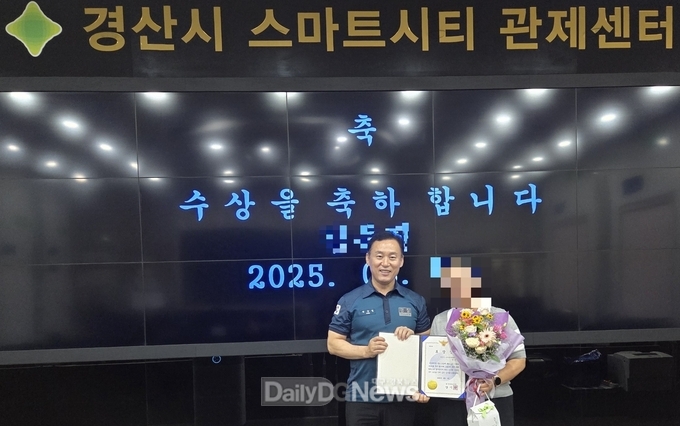 경산시 스마트시티 관제센터
축
수상을 축하 합니다
2025.
DailyDGNews